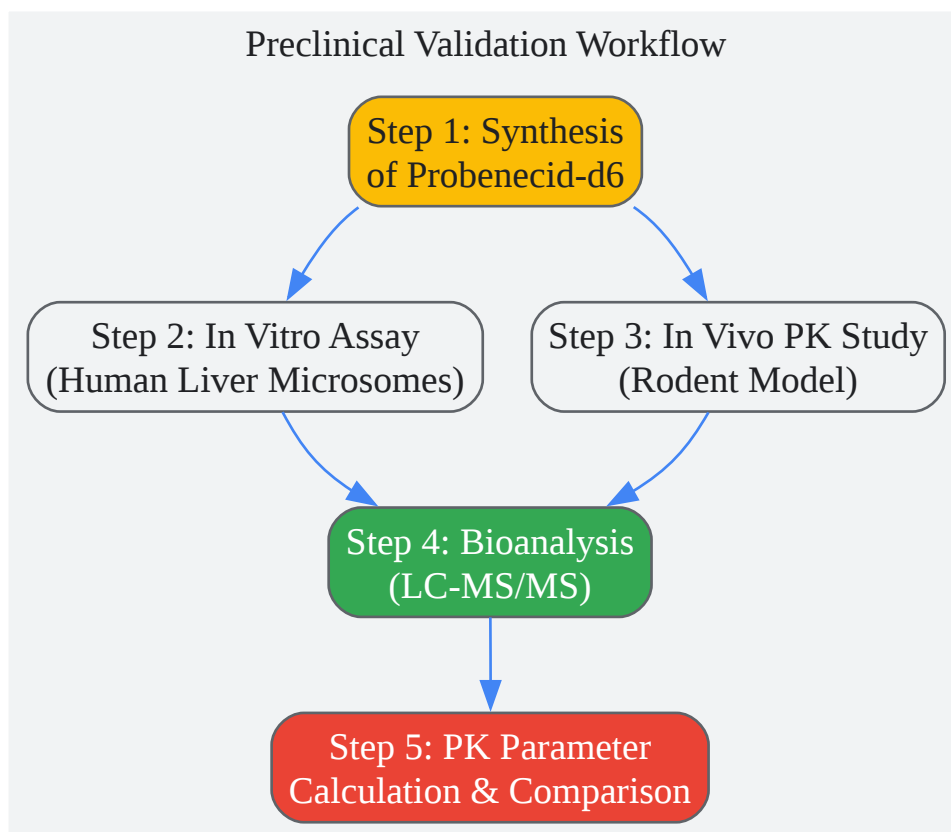 Preclinical Validation Workflow
Step 1: Synthesis
of Probenecid-d6
Step 2: In Vitro Assay
(Human Liver Microsomes)
Step 3: In Vivo PK Study
(Rodent Model)
Step 4: Bioanalysis
(LC-MS/MS)
Step 5: PK Parameter
Calculation & Comparison